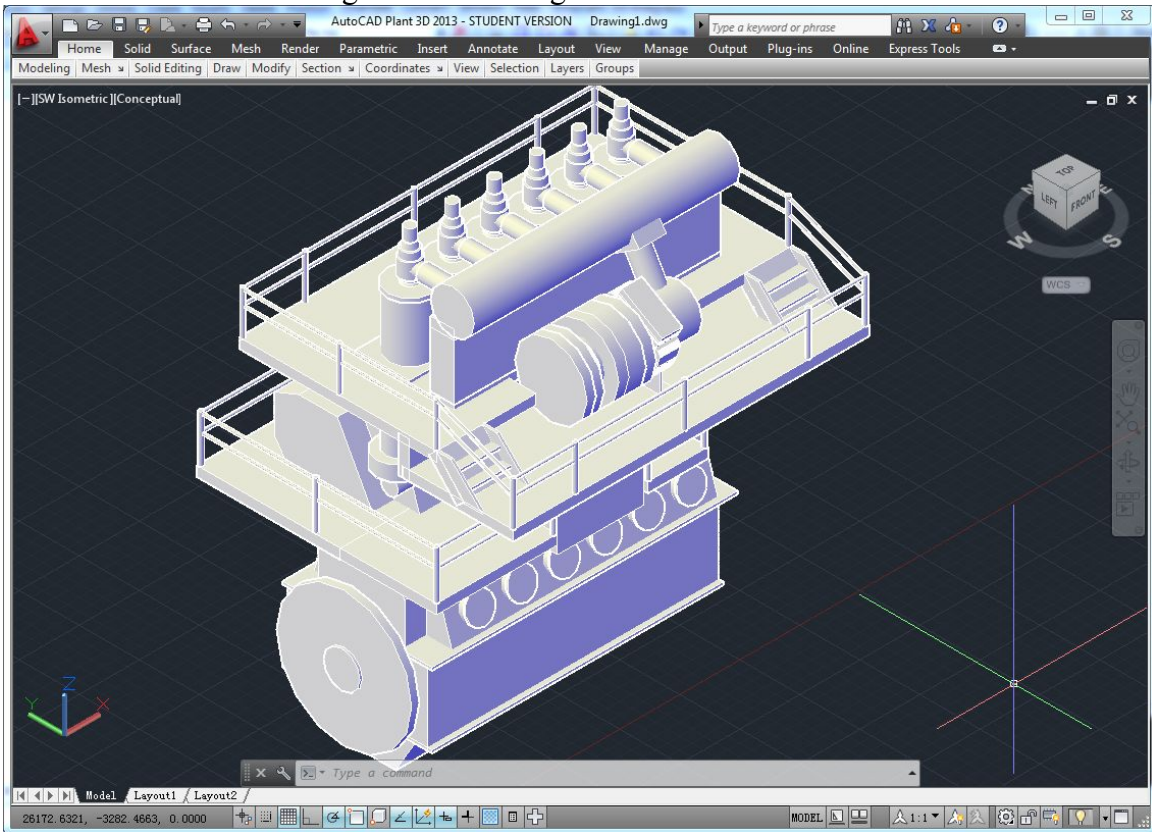 AutoCAD Plant 3D 2013 - STUDENT VERSION Drawing1.dwg Type a keyword or phrase
Home Solid Surface Mesh Render Parametric Insert Annotate Layout View Manage Output Plug-ins Online Express Tools
Modeling Mesh Solid Editing Draw Modify Section Coordinates View Selection Layers Groups
[−][SW Isometric][Conceptual]
TOP
LEFT FRONT
N E
W S
WCS
Z
Y X
Type a command
Model Layout1 Layout2
26172.6321, -3282.4663, 0.0000 MODEL 1:1